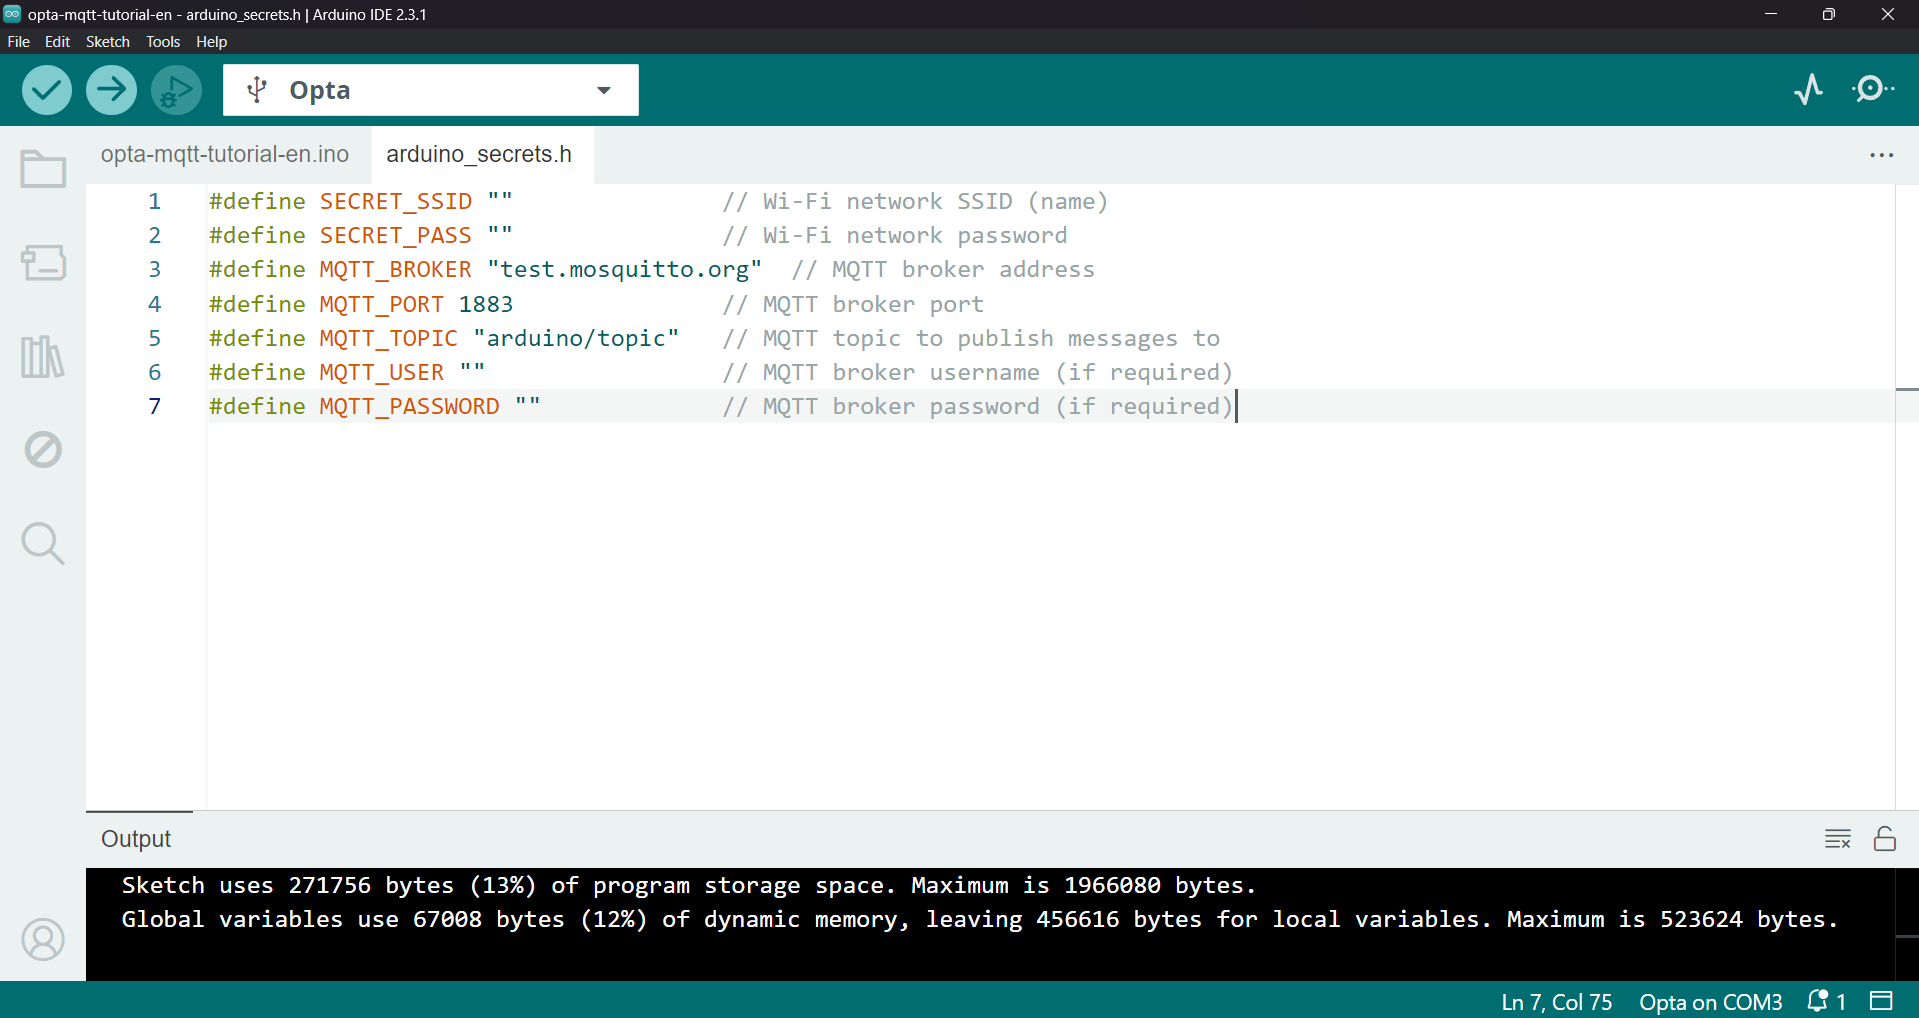 opta-mqtt-tutorial-en - arduino_secrets.h | Arduino IDE 2.3.1
File Edit Sketch Tools Help
Opta
opta-mqtt-tutorial-en.ino arduino_secrets.h
1 #define SECRET_SSID "" // Wi-Fi network SSID (name)
2 #define SECRET_PASS "" // Wi-Fi network password
3 #define MQTT_BROKER "test.mosquitto.org" // MQTT broker address
4 #define MQTT_PORT 1883 // MQTT broker port
5 #define MQTT_TOPIC "arduino/topic" // MQTT topic to publish messages to
6 #define MQTT_USER "" // MQTT broker username (if required)
7 #define MQTT_PASSWORD "" // MQTT broker password (if required)
Output
Sketch uses 271756 bytes (13%) of program storage space. Maximum is 1966080 bytes.
Global variables use 67008 bytes (12%) of dynamic memory, leaving 456616 bytes for local variables. Maximum is 523624 bytes.
Ln 7, Col 75 Opta on COM3 1